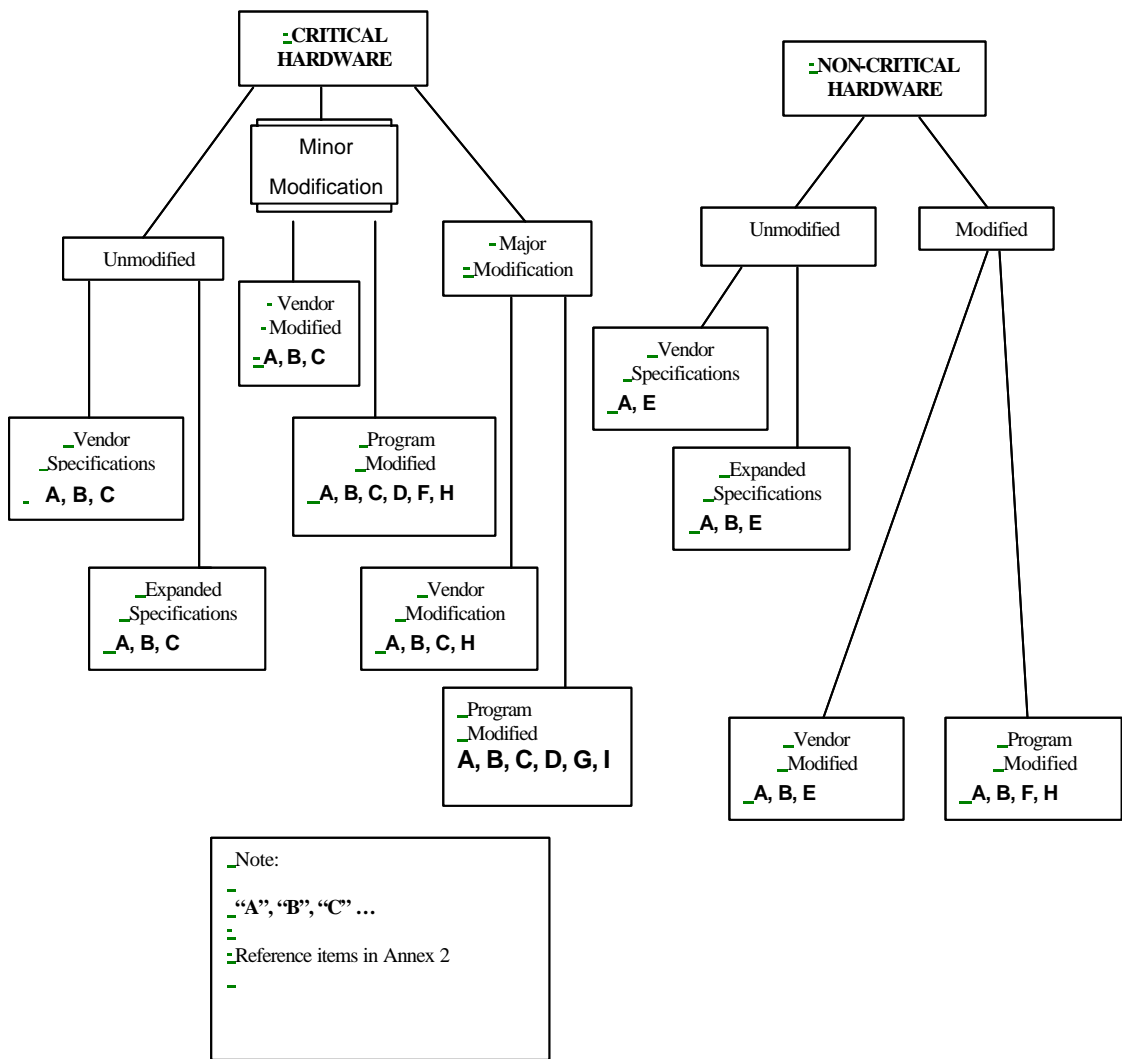 CRITICAL
HARDWARE
Minor
Modification
Unmodified
Major
Modification
Vendor
Modified
A, B, C
Vendor
Specifications
A, B, C
Program
Modified
A, B, C, D, F, H
Expanded
Specifications
A, B, C
Vendor
Modification
A, B, C, H
Program
Modified
A, B, C, D, G, I
NON-CRITICAL
HARDWARE
Unmodified
Modified
Vendor
Specifications
A, E
Expanded
Specifications
A, B, E
Vendor
Modified
A, B, E
Program
Modified
A, B, F, H
Note:
“A”, “B”, “C” …
Reference items in Annex 2